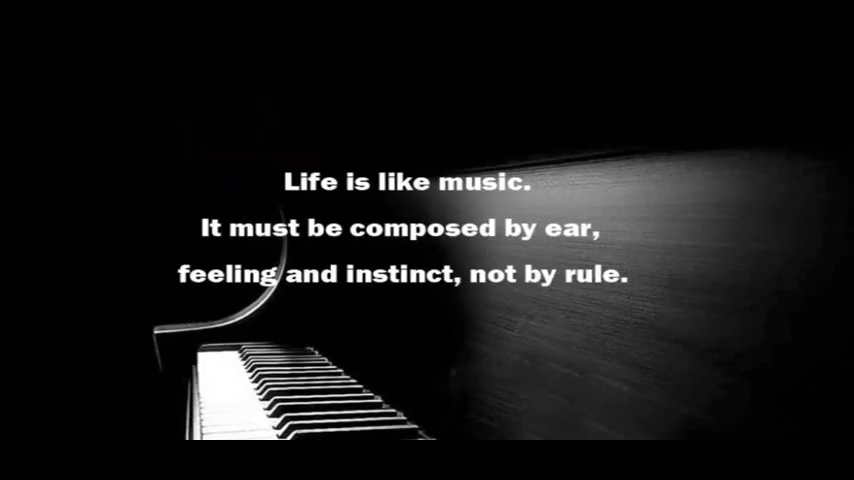 Life is like music.
It must be composed by ear,
feeling and instinct, not by rule.